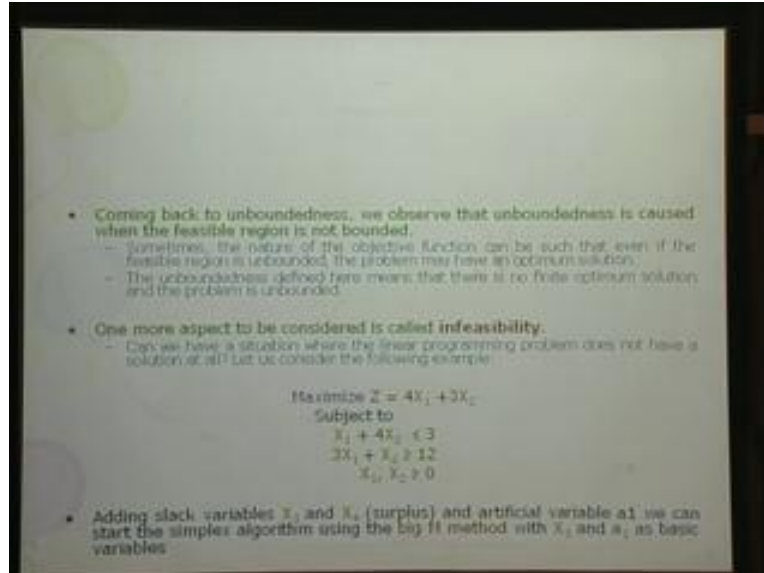 • Coming back to unboundedness, we observe that unboundedness is caused
when the feasible region is not bounded.
– Sometimes, the nature of the objective function can be such that even if the
feasible region is unbounded, the problem may have an optimum solution.
– The unboundedness defined here means that there is no finite optimum solution
and the problem is unbounded.
• One more aspect to be considered is called infeasibility.
– Can we have a situation where the linear programming problem does not have a
solution at all? Let us consider the following example:
Maximize Z = 4X₁ +3X₂
Subject to
X₁ + 4X₂ ≤ 3
3X₁ + X₂ ≥ 12
X₁, X₂ ≥ 0
• Adding slack variables X₃ and X₄ (surplus) and artificial variable a1 we can
start the simplex algorithm using the big M method with X₃ and a₁ as basic
variables